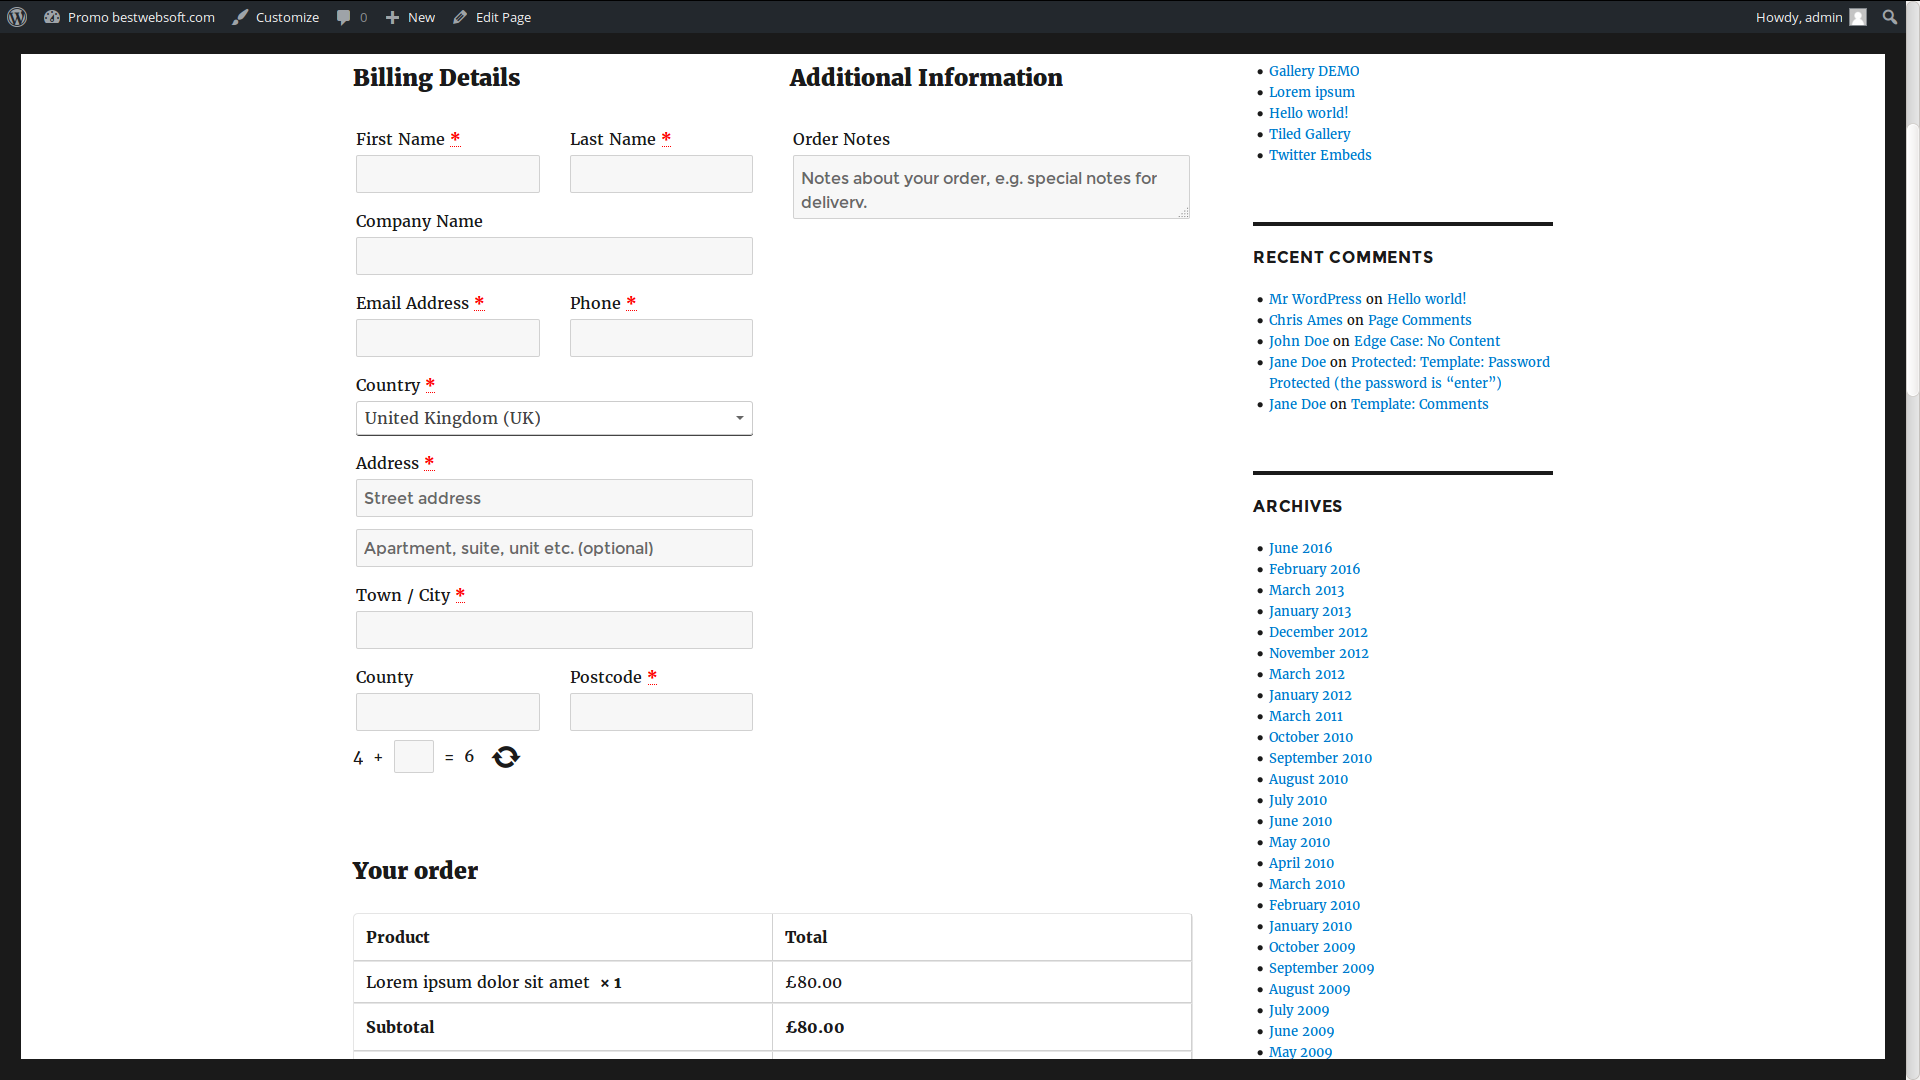 Promo bestwebsoft.com Customize 0 New Edit Page Howdy, admin
Billing Details
First Name *
Last Name *
Company Name
Email Address *
Phone *
Country *
United Kingdom (UK)
Address *
Street address
Apartment, suite, unit etc. (optional)
Town / City *
County
Postcode *
4 + = 6
Additional Information
Order Notes
Notes about your order, e.g. special notes for
delivery.
Your order
Product Total
Lorem ipsum dolor sit amet × 1 £80.00
Subtotal £80.00
Gallery DEMO
Lorem ipsum
Hello world!
Tiled Gallery
Twitter Embeds
RECENT COMMENTS
Mr WordPress on Hello world!
Chris Ames on Page Comments
John Doe on Edge Case: No Content
Jane Doe on Protected: Template: Password
Protected (the password is “enter”)
Jane Doe on Template: Comments
ARCHIVES
June 2016
February 2016
March 2013
January 2013
December 2012
November 2012
March 2012
January 2012
March 2011
October 2010
September 2010
August 2010
July 2010
June 2010
May 2010
April 2010
March 2010
February 2010
January 2010
October 2009
September 2009
August 2009
July 2009
June 2009
May 2009